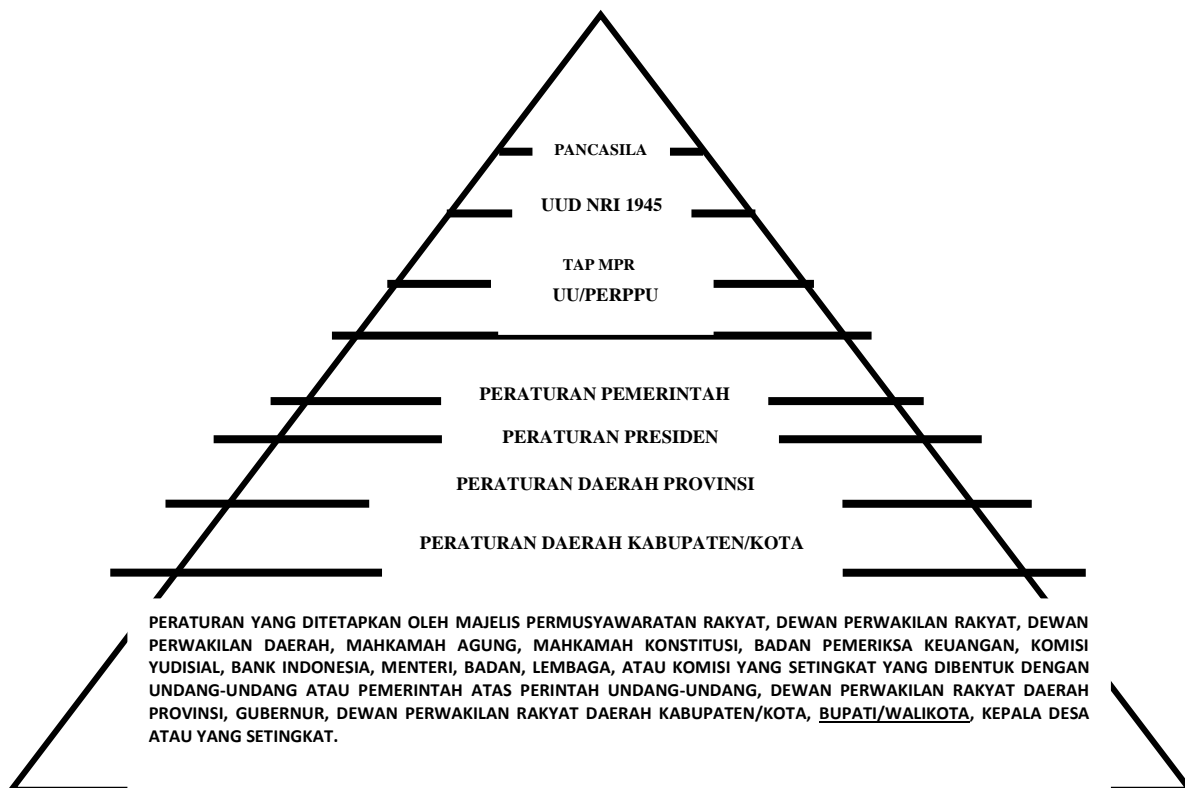 PANCASILA
UUD NRI 1945
TAP MPR
UU/PERPPU
PERATURAN PEMERINTAH
PERATURAN PRESIDEN
PERATURAN DAERAH PROVINSI
PERATURAN DAERAH KABUPATEN/KOTA
PERATURAN YANG DITETAPKAN OLEH MAJELIS PERMUSYAWARATAN RAKYAT, DEWAN PERWAKILAN RAKYAT, DEWAN
PERWAKILAN DAERAH, MAHKAMAH AGUNG, MAHKAMAH KONSTITUSI, BADAN PEMERIKSA KEUANGAN, KOMISI
YUDISIAL, BANK INDONESIA, MENTERI, BADAN, LEMBAGA, ATAU KOMISI YANG SETINGKAT YANG DIBENTUK DENGAN
UNDANG-UNDANG ATAU PEMERINTAH ATAS PERINTAH UNDANG-UNDANG, DEWAN PERWAKILAN RAKYAT DAERAH
PROVINSI, GUBERNUR, DEWAN PERWAKILAN RAKYAT DAERAH KABUPATEN/KOTA, BUPATI/WALIKOTA, KEPALA DESA
ATAU YANG SETINGKAT.